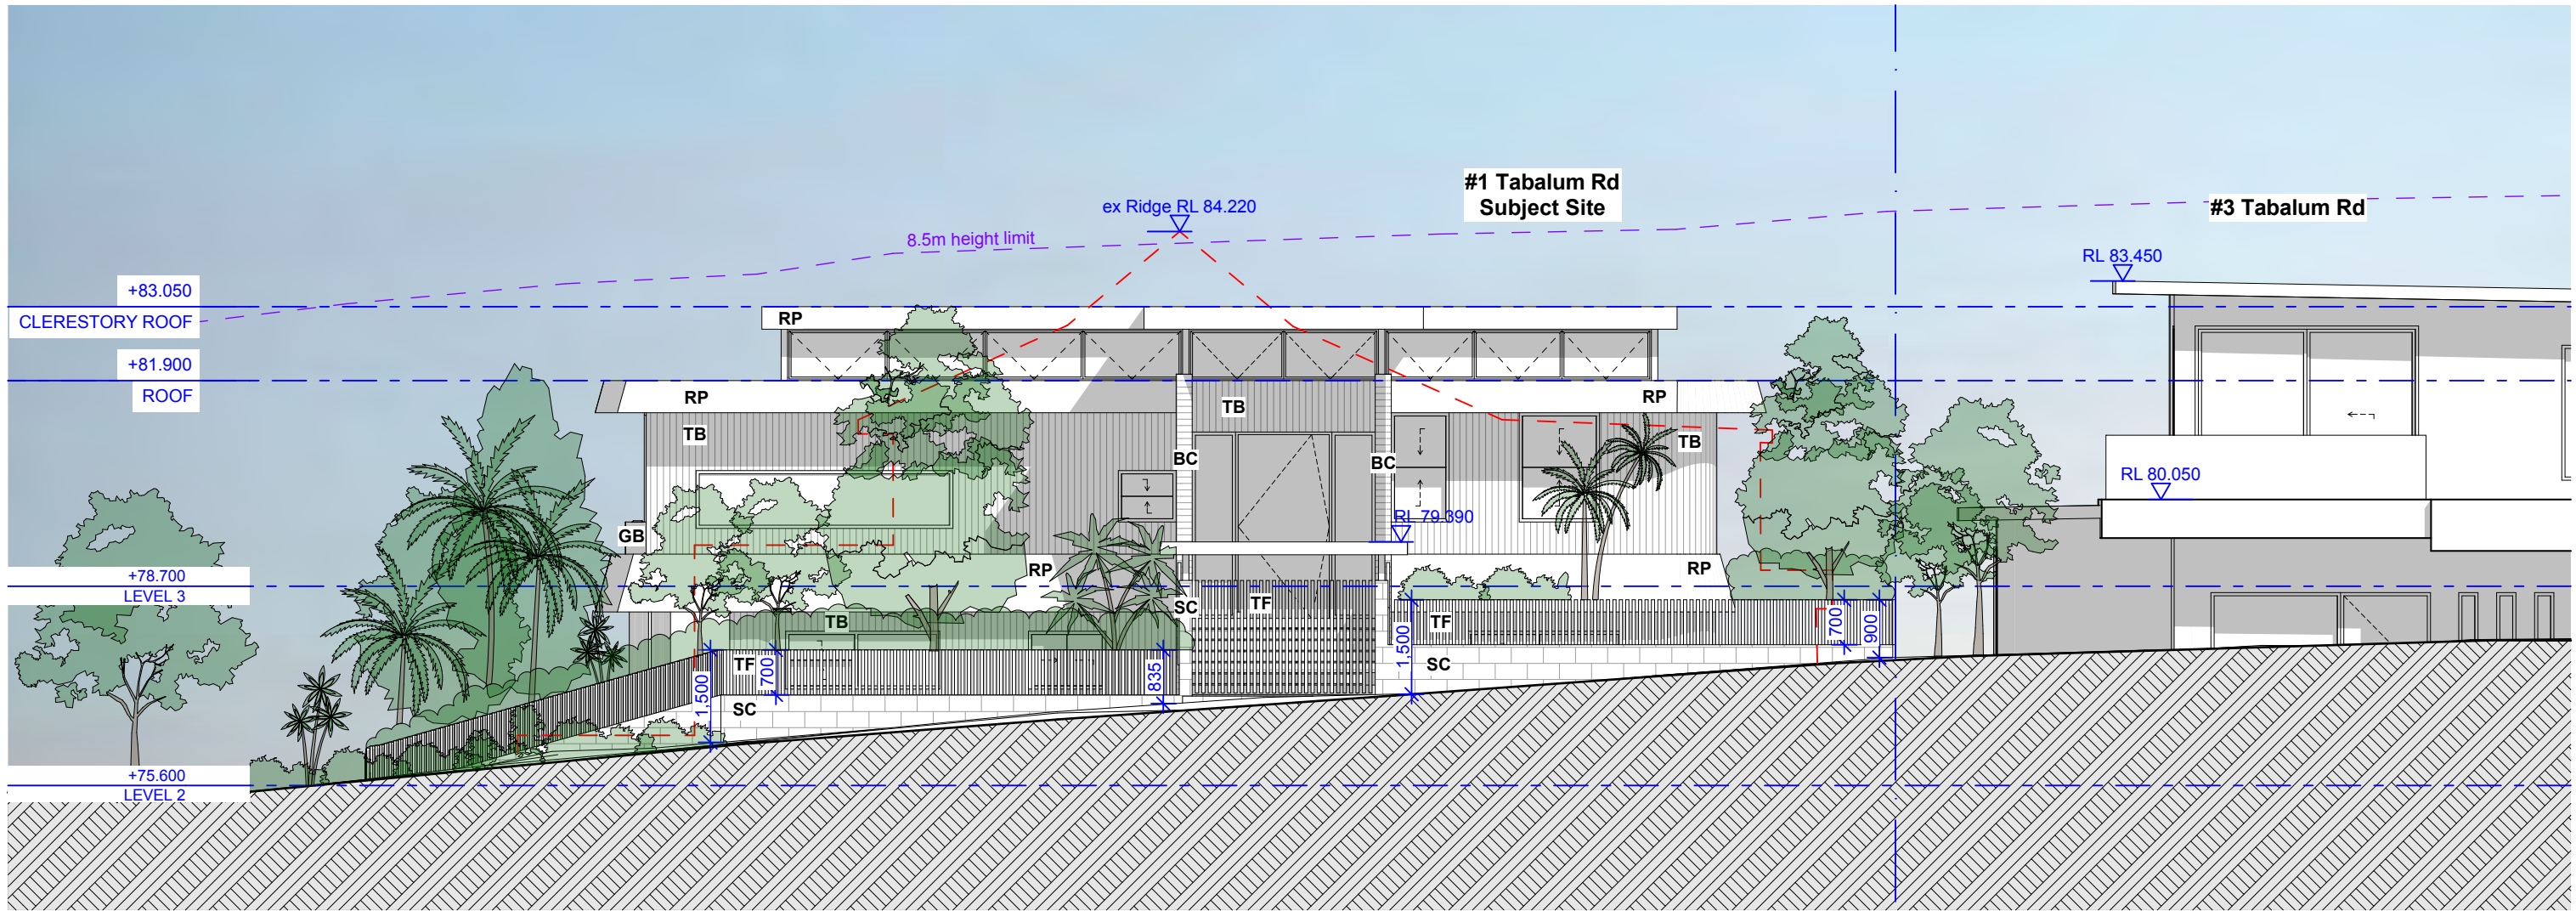 #1 Tabalum Rd
Subject Site
ex Ridge RL 84.220
#3 Tabalum Rd
8.5m height limit
RL 83.450
+83.050
CLERESTORY ROOF
RP
+81.900
ROOF
RP
TB
RP
TB
TB
BC
BC
RL 80.050
RL 79.390
GB
RP
RP
+78.700
LEVEL 3
SC
TF
TB
TF
1,500
700
900
TF
700
1,500
835
SC
SC
+75.600
LEVEL 2